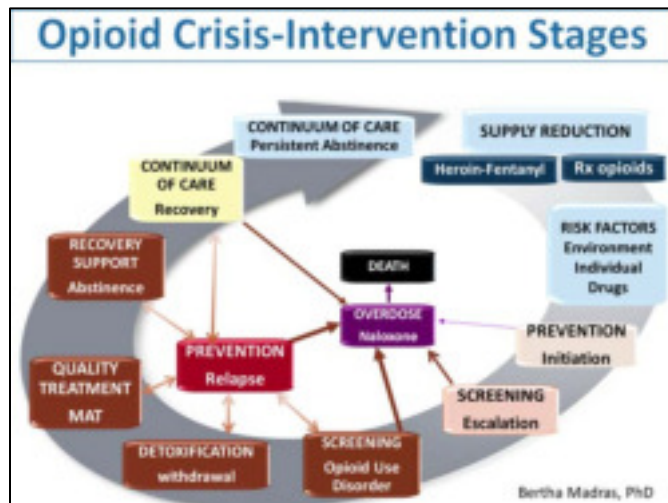 Opioid Crisis-Intervention Stages
CONTINUUM OF CARE
Persistent Abstinence
SUPPLY REDUCTION
Heroin-Fentanyl
Rx opioids
CONTINUUM
OF CARE
Recovery
RISK FACTORS
Environment
Individual
Drugs
RECOVERY
SUPPORT
Abstinence
DEATH
OVERDOSE
Naloxone
PREVENTION
Initiation
PREVENTION
Relapse
QUALITY
TREATMENT
MAT
SCREENING
Escalation
DETOXIFICATION
withdrawal
SCREENING
Opioid Use
Disorder
Bertha Madras, PhD